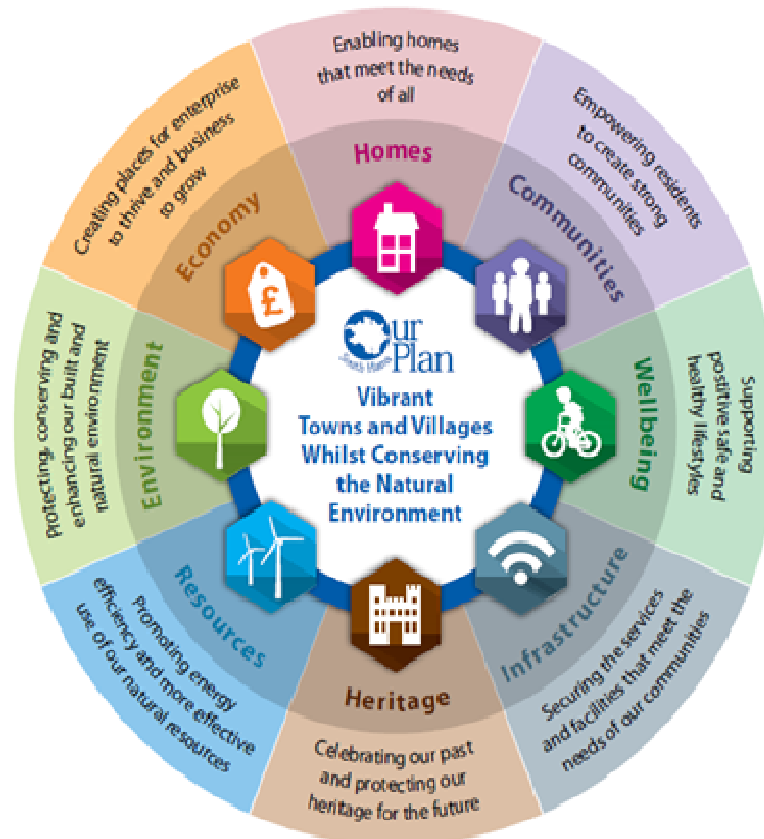 Enabling homes
that meet the needs
of all
Homes
Empowering residents
to create strong
communities
Communities
Supporting
positive safe and
healthy lifestyles
Wellbeing
Securing the services
and facilities that meet the
needs of our communities
Infrastructure
Heritage
Celebrating our past
and protecting our
heritage for the future
Resources
Promoting energy
efficiency and more effective
use of our natural resources
Environment
protecting, conserving and
enhancing our built and
natural environment
Economy
Creating places for enterprise
to thrive and business
to grow
£
Our
South Hams
Plan
Vibrant
Towns and Villages
Whilst Conserving
the Natural
Environment